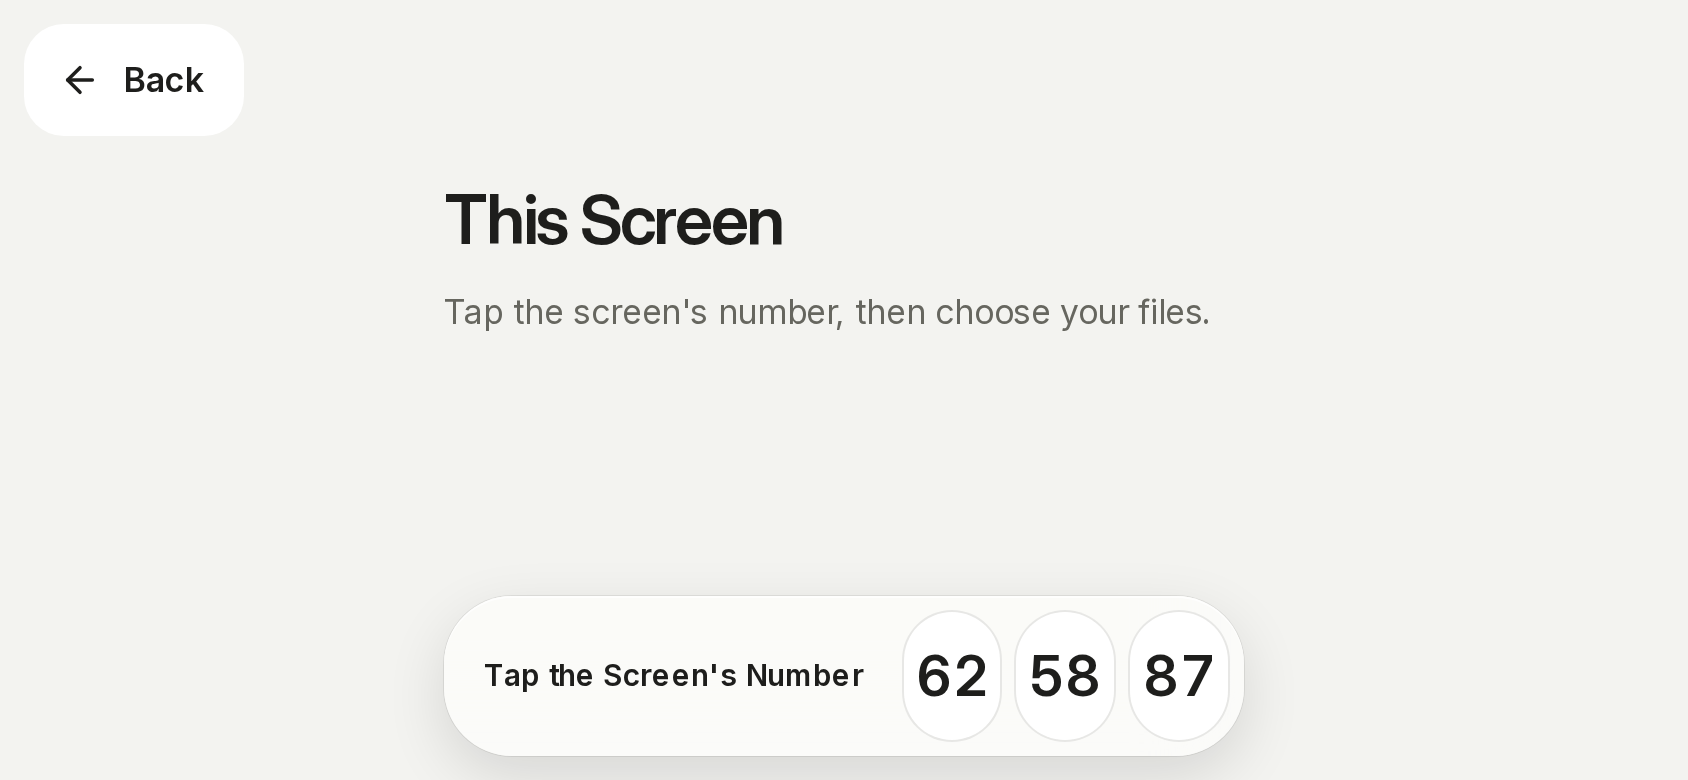 Back
This Screen
Tap the screen's number, then choose your files.
Tap the Screen's Number 62 58 87